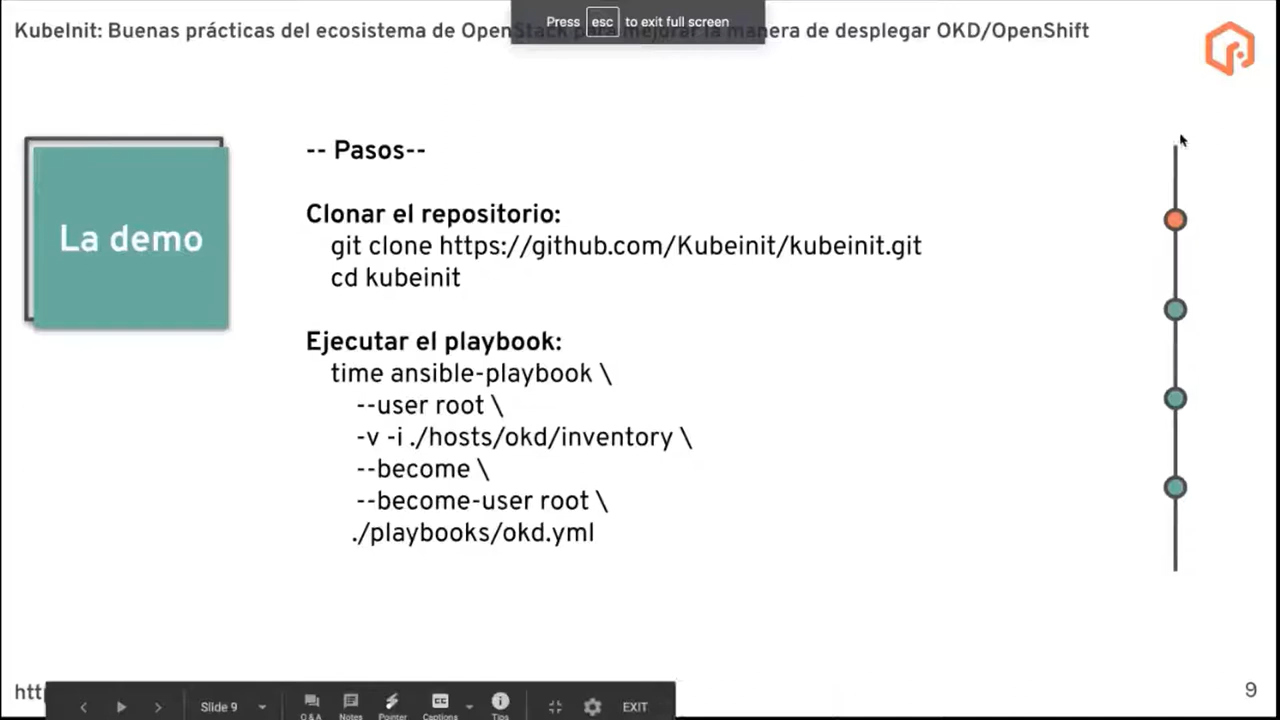 KubeInit: Buenas prácticas del ecosistema de OpenStack para mejorar la manera de desplegar OKD/OpenShift
Press esc to exit full screen
La demo
-- Pasos--
Clonar el repositorio:
git clone https://github.com/Kubeinit/kubeinit.git
cd kubeinit
Ejecutar el playbook:
time ansible-playbook \
--user root \
-v -i ./hosts/okd/inventory \
--become \
--become-user root \
./playbooks/okd.yml
Slide 9
Q & A
Notes
Pointer
CC
Captions
Tips
EXIT
9